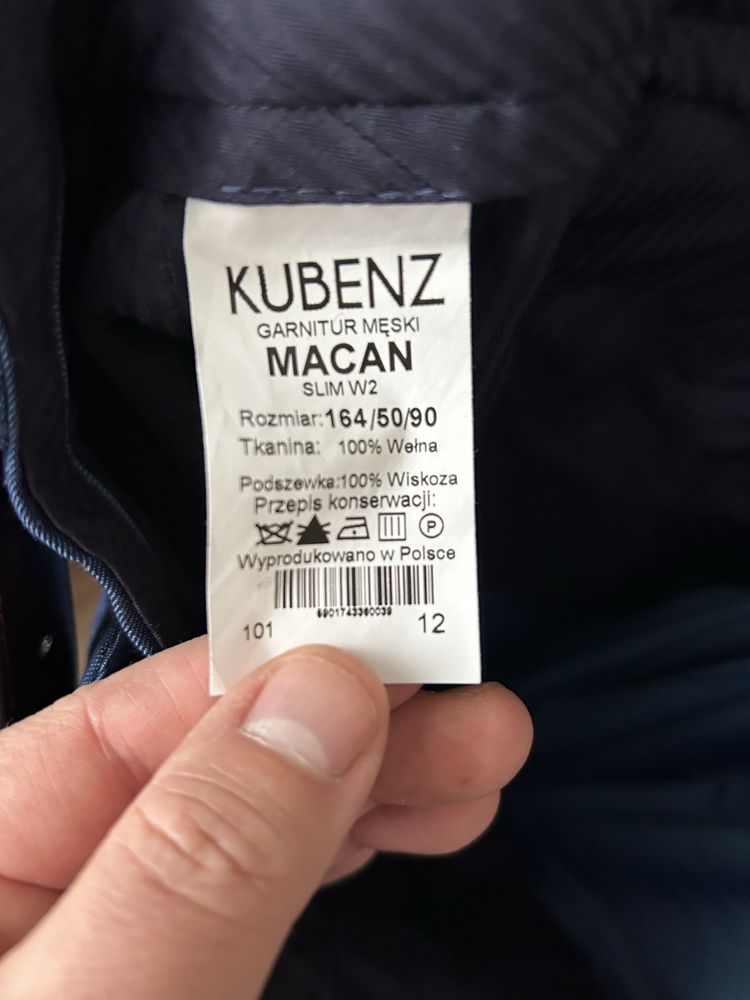 KUBENZ
GARNITUR MĘSKI
MACAN
SLIM W2
Rozmiar:164/50/90
Tkanina: 100% Wełna
Podszewka:100% Wiskoza
Przepis konserwacji:
P
Wyprodukowano w Polsce
6901743360039
101 12